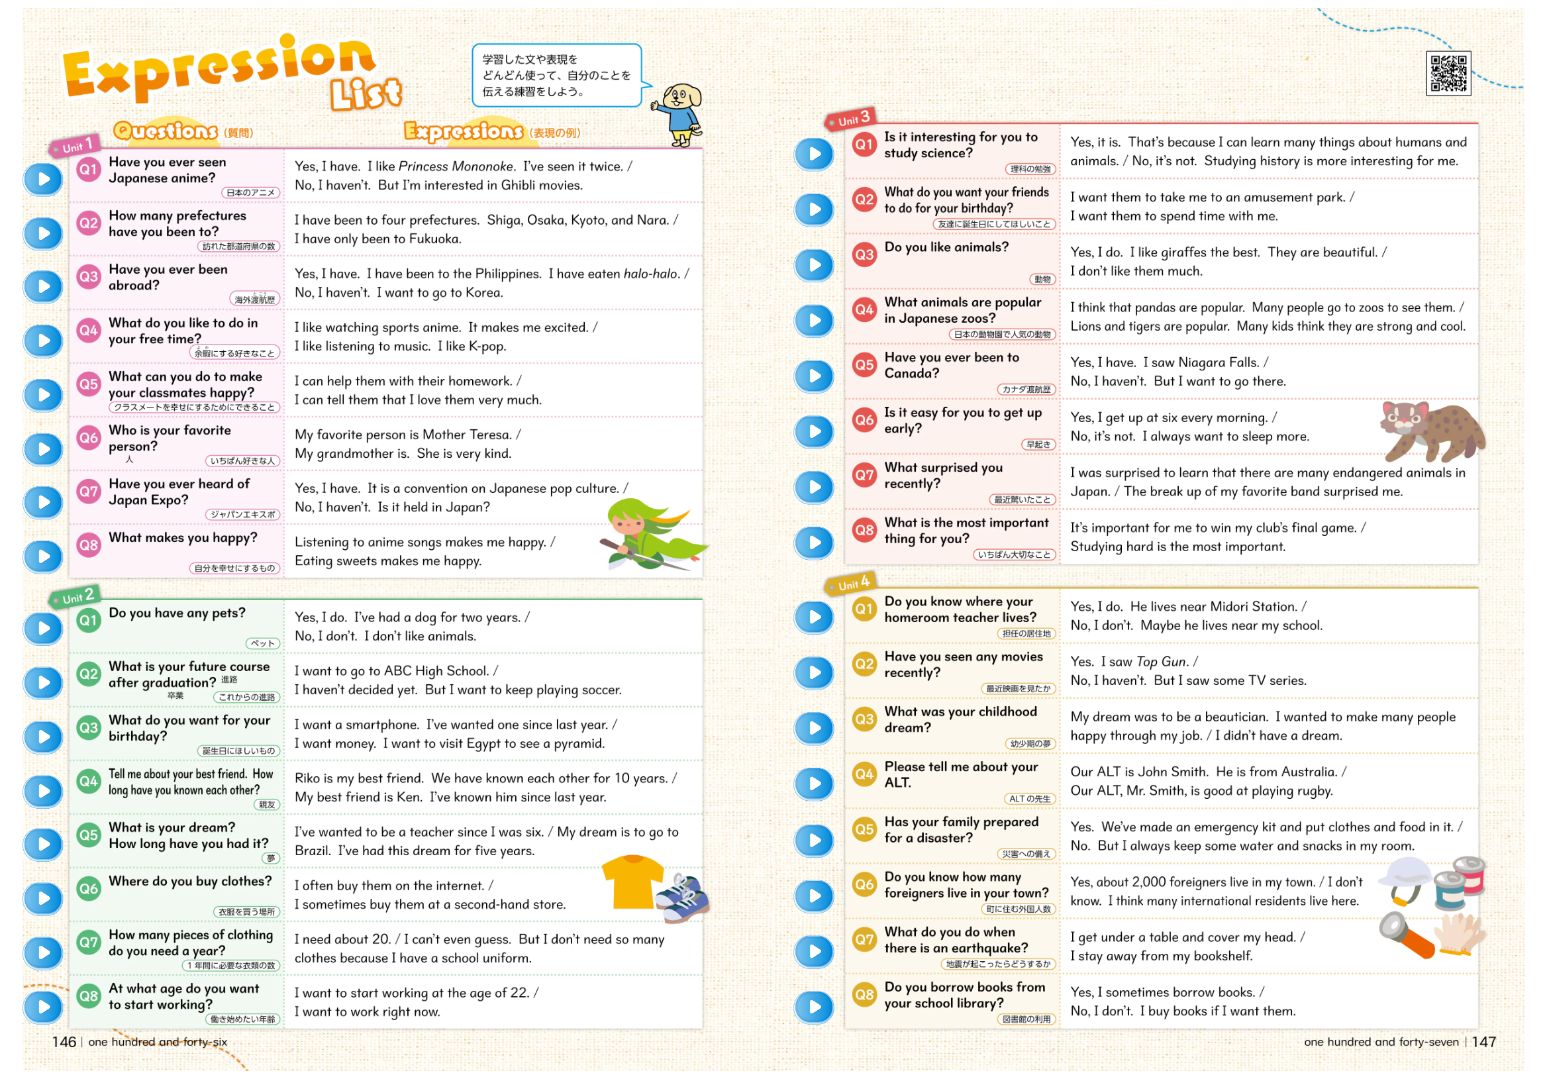 Expression
List
学習した文や表現を
どんどん使って、自分のことを
伝える練習をしよう。
Questions（質問）
Expressions（表現の例）
Unit 1
Q1 Have you ever seen
Japanese anime?
日本のアニメ
Yes, I have. I like Princess Mononoke. I've seen it twice. /
No, I haven't. But I'm interested in Ghibli movies.
Q2 How many prefectures
have you been to?
訪れた都道府県の数
I have been to four prefectures. Shiga, Osaka, Kyoto, and Nara. /
I have only been to Fukuoka.
Q3 Have you ever been
abroad?
海外渡航歴
Yes, I have. I have been to the Philippines. I have eaten halo-halo. /
No, I haven't. I want to go to Korea.
Q4 What do you like to do in
your free time?
余暇にする好きなこと
I like watching sports anime. It makes me excited. /
I like listening to music. I like K-pop.
Q5 What can you do to make
your classmates happy?
クラスメートを幸せにするためにできること
I can help them with their homework. /
I can tell them that I love them very much.
Q6 Who is your favorite
person?
人
いちばん好きな人
My favorite person is Mother Teresa. /
My grandmother is. She is very kind.
Q7 Have you ever heard of
Japan Expo?
ジャパンエキスポ
Yes, I have. It is a convention on Japanese pop culture. /
No, I haven't. Is it held in Japan?
Q8 What makes you happy?
自分を幸せにするもの
Listening to anime songs makes me happy. /
Eating sweets makes me happy.
Unit 2
Q1 Do you have any pets?
ペット
Yes, I do. I've had a dog for two years. /
No, I don't. I don't like animals.
Q2 What is your future course
after graduation? 進路
卒業
これからの進路
I want to go to ABC High School. /
I haven't decided yet. But I want to keep playing soccer.
Q3 What do you want for your
birthday?
誕生日にほしいもの
I want a smartphone. I've wanted one since last year. /
I want money. I want to visit Egypt to see a pyramid.
Q4 Tell me about your best friend. How
long have you known each other?
親友
Riko is my best friend. We have known each other for 10 years. /
My best friend is Ken. I've known him since last year.
Q5 What is your dream?
How long have you had it?
夢
I've wanted to be a teacher since I was six. / My dream is to go to
Brazil. I've had this dream for five years.
Q6 Where do you buy clothes?
衣服を買う場所
I often buy them on the internet. /
I sometimes buy them at a second-hand store.
Q7 How many pieces of clothing
do you need a year?
1年間に必要な衣類の数
I need about 20. / I can't even guess. But I don't need so many
clothes because I have a school uniform.
Q8 At what age do you want
to start working?
働き始めたい年齢
I want to start working at the age of 22. /
I want to work right now.
146 | one hundred and forty-six
Unit 3
Q1 Is it interesting for you to
study science?
理科の勉強
Yes, it is. That's because I can learn many things about humans and
animals. / No, it's not. Studying history is more interesting for me.
Q2 What do you want your friends
to do for your birthday?
友達に誕生日にしてほしいこと
I want them to take me to an amusement park. /
I want them to spend time with me.
Q3 Do you like animals?
動物
Yes, I do. I like giraffes the best. They are beautiful. /
I don't like them much.
Q4 What animals are popular
in Japanese zoos?
日本の動物園で人気の動物
I think that pandas are popular. Many people go to zoos to see them. /
Lions and tigers are popular. Many kids think they are strong and cool.
Q5 Have you ever been to
Canada?
カナダ渡航歴
Yes, I have. I saw Niagara Falls. /
No, I haven't. But I want to go there.
Q6 Is it easy for you to get up
early?
早起き
Yes, I get up at six every morning. /
No, it's not. I always want to sleep more.
Q7 What surprised you
recently?
最近驚いたこと
I was surprised to learn that there are many endangered animals in
Japan. / The break up of my favorite band surprised me.
Q8 What is the most important
thing for you?
いちばん大切なこと
It's important for me to win my club's final game. /
Studying hard is the most important.
Unit 4
Q1 Do you know where your
homeroom teacher lives?
担任の居住地
Yes, I do. He lives near Midori Station. /
No, I don't. Maybe he lives near my school.
Q2 Have you seen any movies
recently?
最近映画を見たか
Yes. I saw Top Gun. /
No, I haven't. But I saw some TV series.
Q3 What was your childhood
dream?
幼少期の夢
My dream was to be a beautician. I wanted to make many people
happy through my job. / I didn't have a dream.
Q4 Please tell me about your
ALT.
ALTの先生
Our ALT is John Smith. He is from Australia. /
Our ALT, Mr. Smith, is good at playing rugby.
Q5 Has your family prepared
for a disaster?
災害への備え
Yes. We've made an emergency kit and put clothes and food in it. /
No. But I always keep some water and snacks in my room.
Q6 Do you know how many
foreigners live in your town?
町に住む外国人数
Yes, about 2,000 foreigners live in my town. / I don't
know. I think many international residents live here.
Q7 What do you do when
there is an earthquake?
地震が起こったらどうするか
I get under a table and cover my head. /
I stay away from my bookshelf.
Q8 Do you borrow books from
your school library?
図書館の利用
Yes, I sometimes borrow books. /
No, I don't. I buy books if I want them.
one hundred and forty-seven | 147